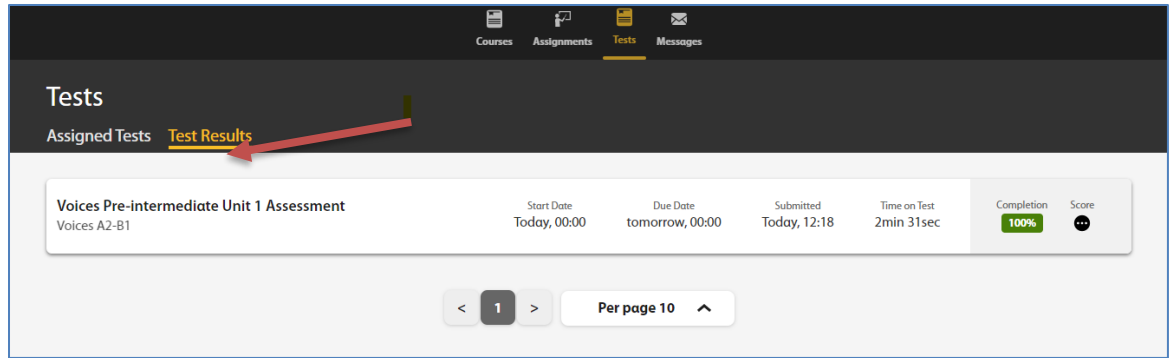 Courses Assignments Tests Messages
Tests
Assigned Tests Test Results
Voices Pre-intermediate Unit 1 Assessment
Voices A2-B1
Start Date Due Date Submitted Time on Test Completion Score
Today, 00:00 tomorrow, 00:00 Today, 12:18 2min 31sec 100%
< 1 > Per page 10